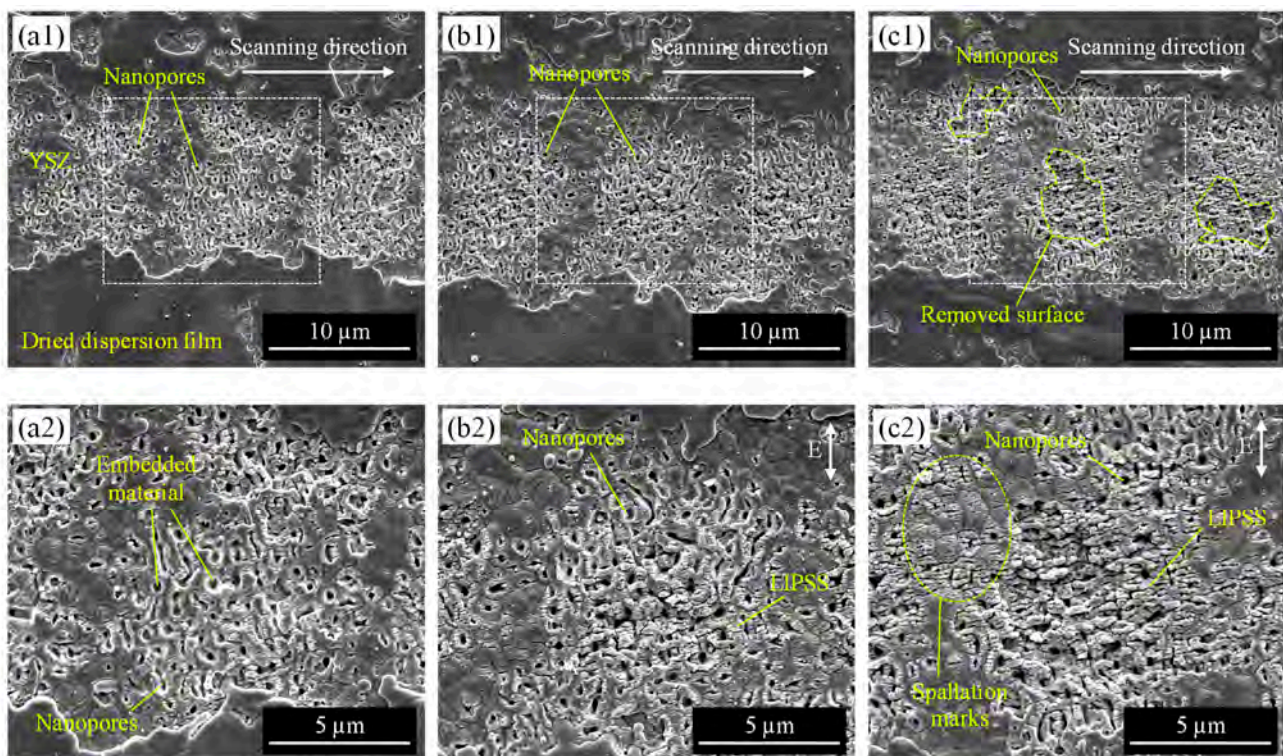 (a1)
Scanning direction
Nanopores
YSZ
Dried dispersion film
10 µm
(b1)
Scanning direction
Nanopores
10 µm
(c1)
Scanning direction
Nanopores
Removed surface
10 µm
(a2)
Embedded
material
Nanopores
5 µm
(b2)
Nanopores
E
LIPSS
5 µm
(c2)
Nanopores
E
LIPSS
Spallation
marks
5 µm